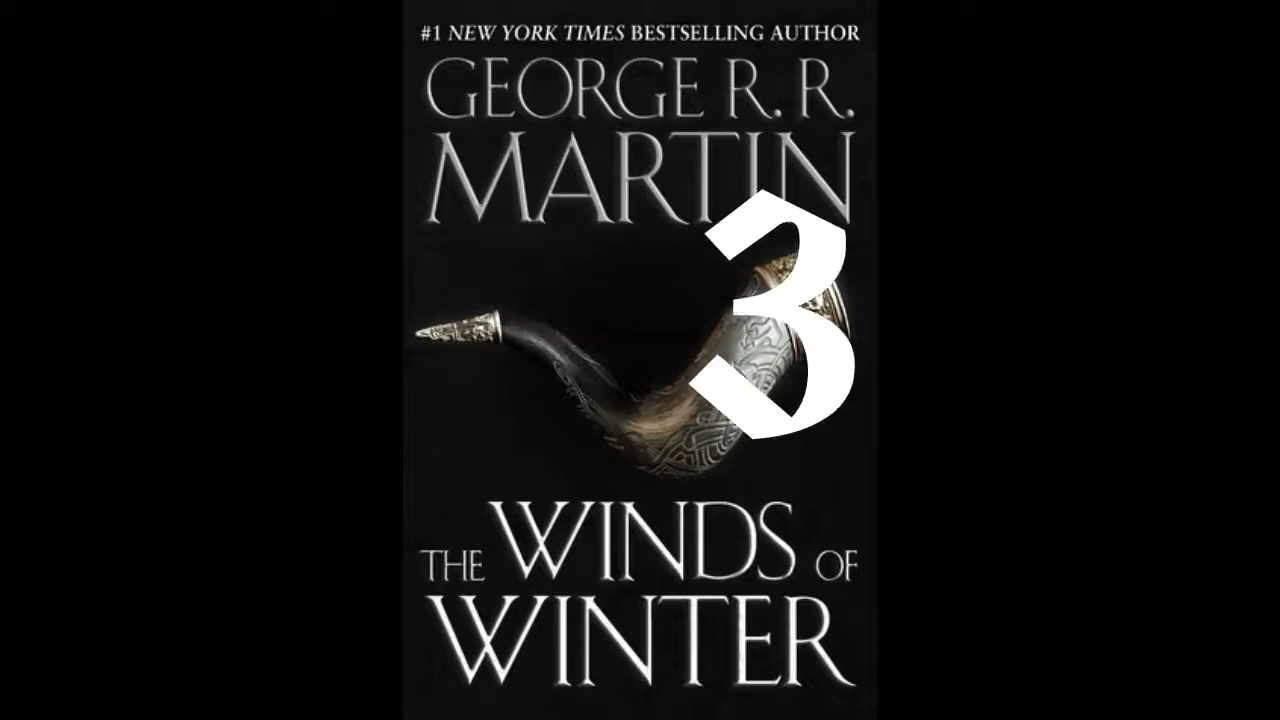 #1 NEW YORK TIMES BESTSELLING AUTHOR
GEORGE R. R.
MARTIN
3
THE WINDS OF
WINTER